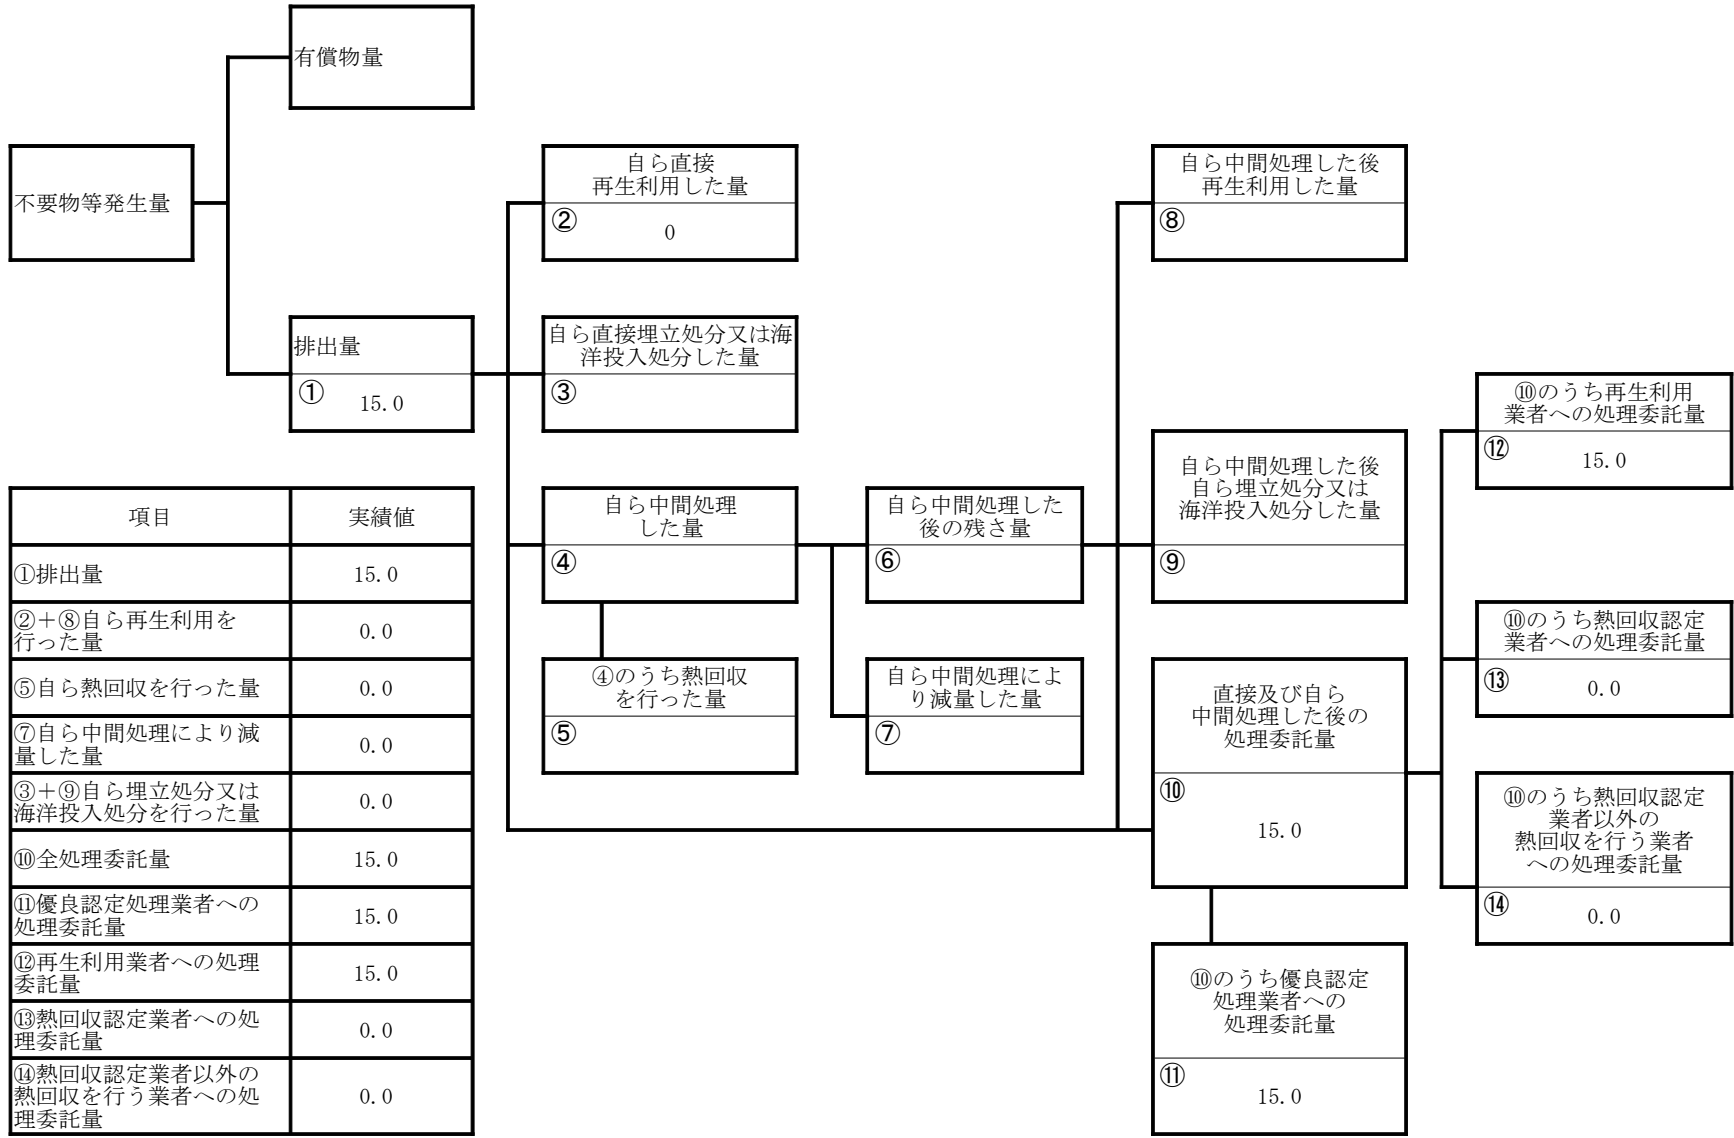 有償物量
不要物等発生量
排出量
①
15.0
自ら直接
再生利用した量
②
0
自ら直接埋立処分又は海
洋投入処分した量
③
自ら中間処理
した量
④
④のうち熱回収
を行った量
⑤
自ら中間処理した
後の残さ量
⑥
自ら中間処理によ
り減量した量
⑦
自ら中間処理した後
再生利用した量
⑧
自ら中間処理した後
自ら埋立処分又は
海洋投入処分した量
⑨
直接及び自ら
中間処理した後の
処理委託量
⑩
15.0
⑩のうち優良認定
処理業者への
処理委託量
⑪
15.0
⑩のうち再生利用
業者への処理委託量
⑫
15.0
⑩のうち熱回収認定
業者への処理委託量
⑬
0.0
⑩のうち熱回収認定
業者以外の
熱回収を行う業者
への処理委託量
⑭
0.0
項目 実績値
①排出量 15.0
②＋⑧自ら再生利用を
行った量 0.0
⑤自ら熱回収を行った量 0.0
⑦自ら中間処理により減
量した量 0.0
③＋⑨自ら埋立処分又は
海洋投入処分を行った量 0.0
⑩全処理委託量 15.0
⑪優良認定処理業者への
処理委託量 15.0
⑫再生利用業者への処理
委託量 15.0
⑬熱回収認定業者への処
理委託量 0.0
⑭熱回収認定業者以外の
熱回収を行う業者への処
理委託量 0.0